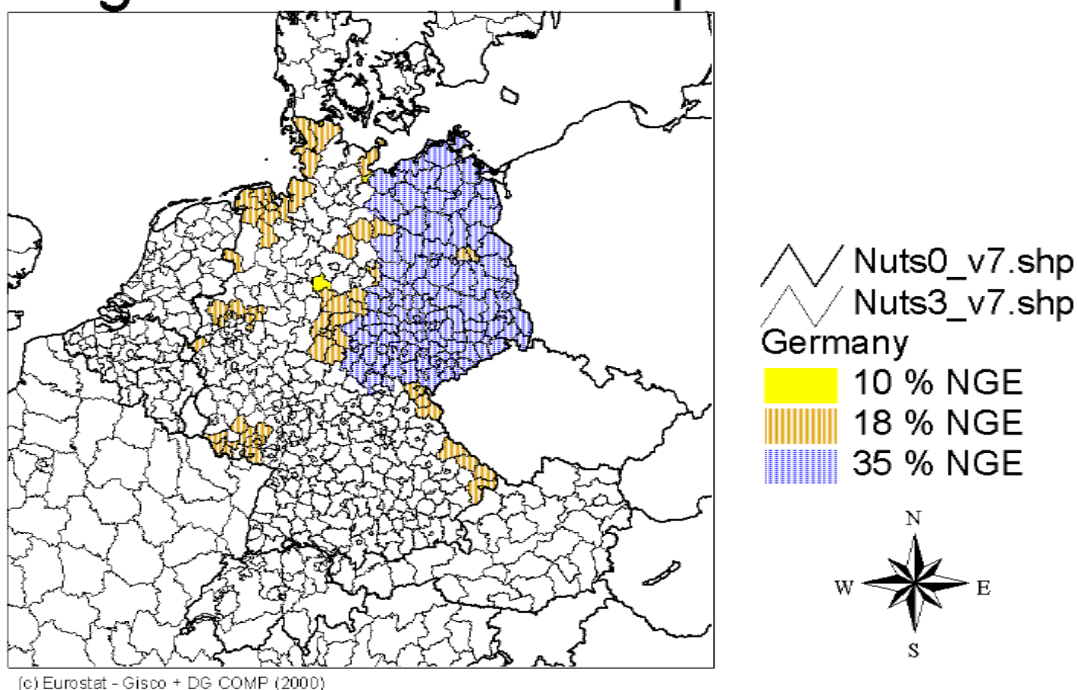 Nuts0_v7.shp
Nuts3_v7.shp
Germany
10 % NGE
18 % NGE
35 % NGE
N
W
E
S
(c) Eurostat - Gisco + DG COMP (2000)